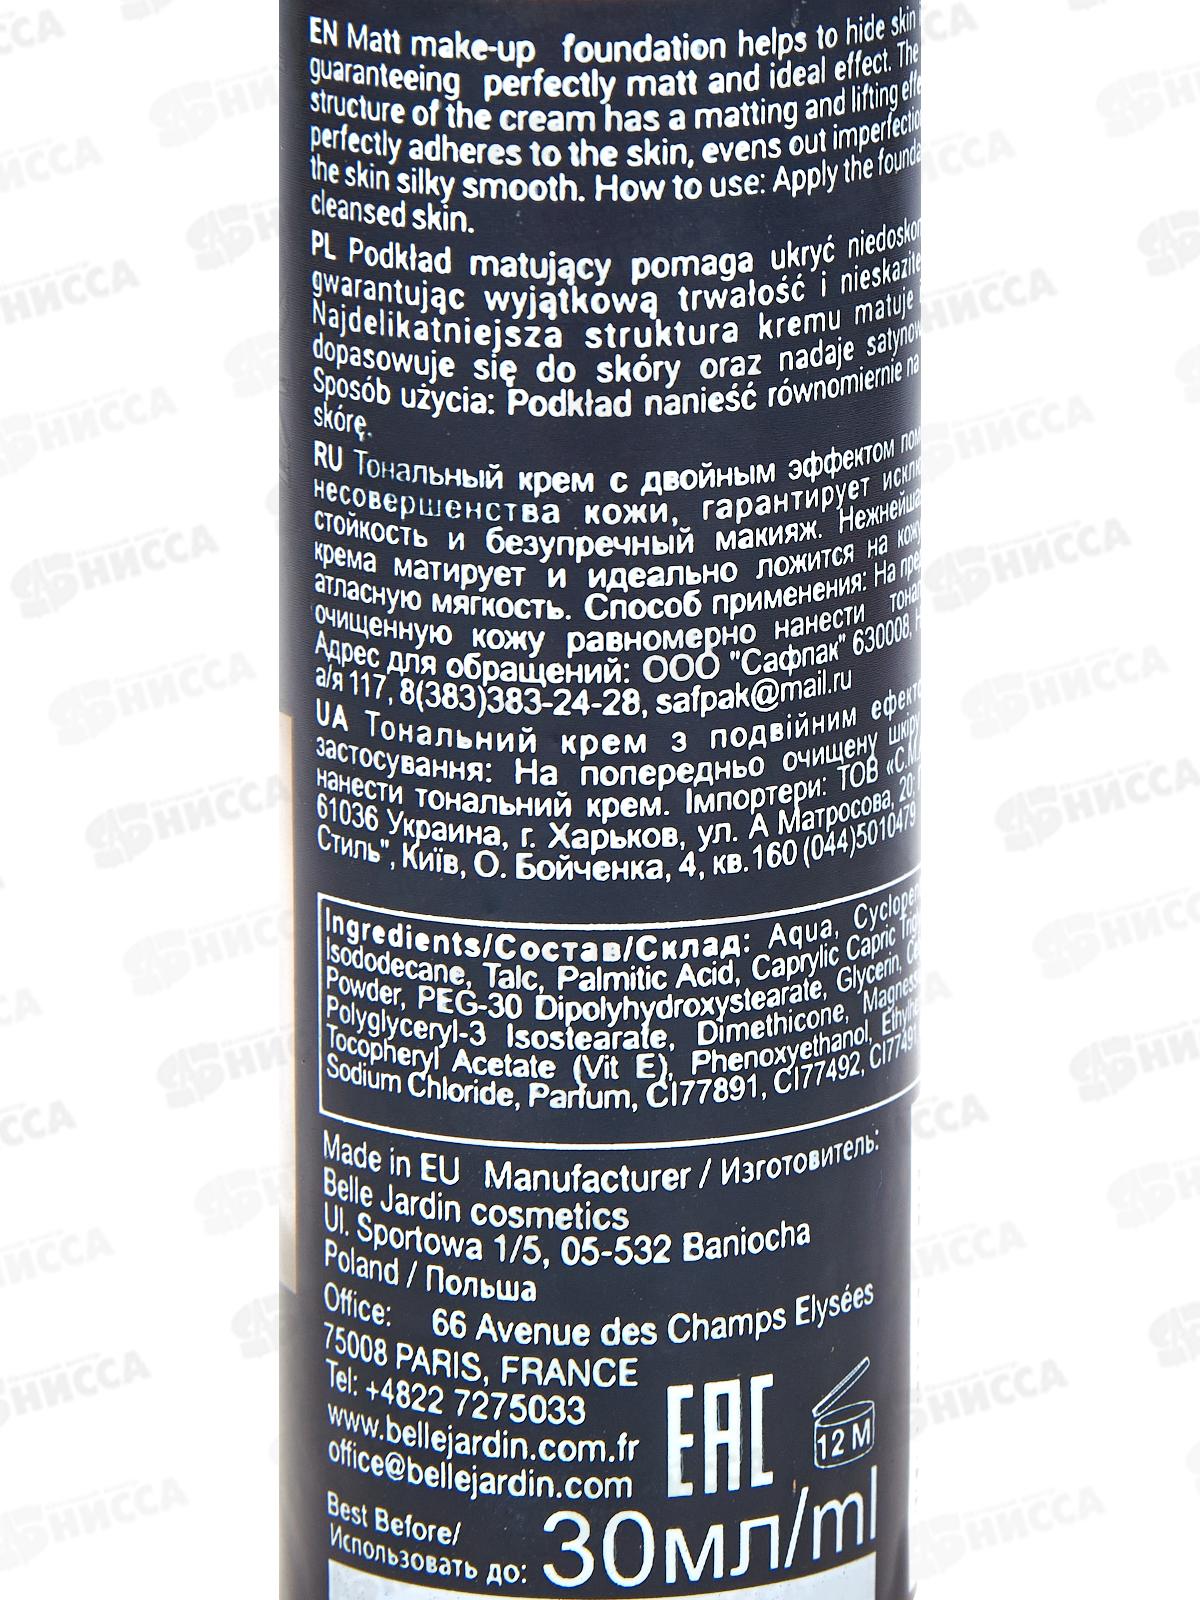 EN Matt make-up foundation helps to hide skin
guaranteeing perfectly matt and ideal effect. The
structure of the cream has a matting and lifting
perfectly adheres to the skin, evens out
the skin silky smooth. How to use: Apply the
cleansed skin.
PL Podkład matujący pomaga ukryć
gwarantując wyjątkową trwałość i
Najdelikatniejsza struktura kremu matuje
dopasowuje się do skóry oraz nadaje
Sposób użycia: Podkład nanieść równomiernie na
skórę.
RU Тональный крем с двойным эффектом
несовершенства кожи, гарантирует
стойкость и безупречный макияж.
крема матирует и идеально ложится на кожу
атласную мягкость. Способ применения: На
очищенную кожу равномерно нанести
Адрес для обращений: ООО "Сафпак" 630008,
а/я 117, 8(383)383-24-28, safpak@mail.ru
UA Тональний крем з подвійним
застосування: На попередньо очищену шкіру
нанести тональний крем. Імпортери: ТОВ «С.М.
61036 Украина, г. Харьков, ул. А Матросова, 20;
Стиль", Київ, О. Бойченка, 4, кв.160 (044)5010479
Ingredients/Состав/Склад: Aqua,
Isododecane, Talc, Palmitic Acid, Caprylic Capric
Powder, PEG-30 Dipolyhydroxystearate, Glycerin,
Polyglyceryl-3 Isostearate, Dimethicone,
Tocopheryl Acetate (Vit E), Phenoxyethanol,
Sodium Chloride, Parfum, CI77891, CI77492, CI77491
Made in EU Manufacturer / Изготовитель:
Belle Jardin cosmetics
Ul. Sportowa 1/5, 05-532 Baniocha
Poland / Польша
Office: 66 Avenue des Champs Elysées
75008 PARIS, FRANCE
Tel: +4822 7275033
www.bellejardin.com.fr
office@bellejardin.com
EAC
12 M
Best Before/
Использовать до:
30мл/ml